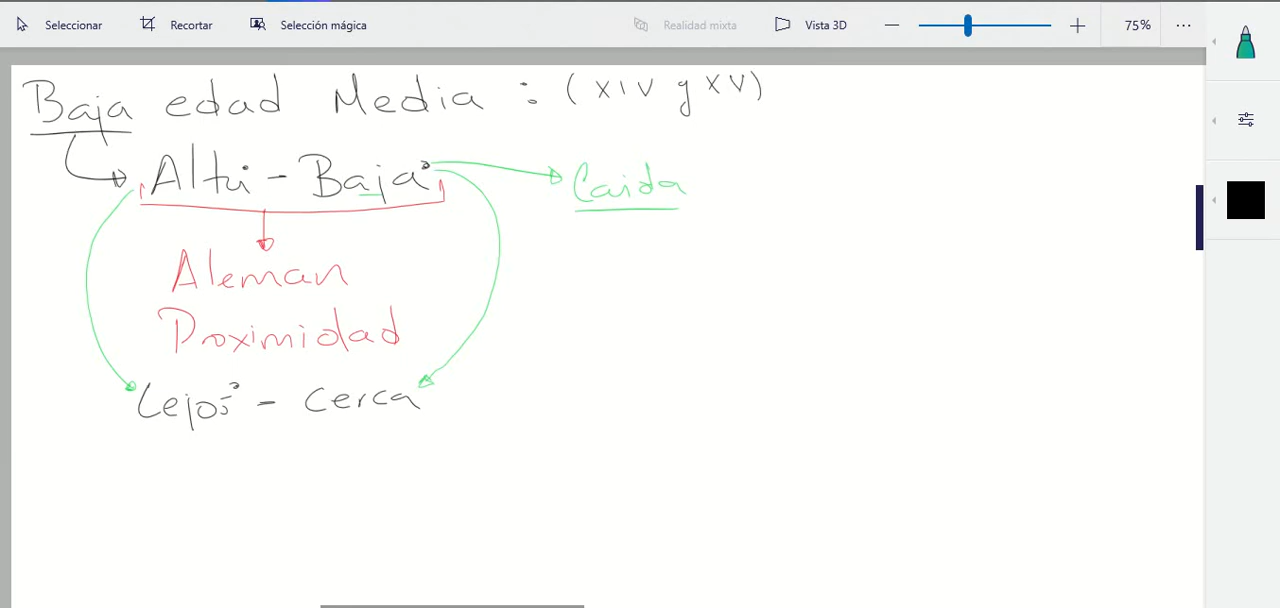 Seleccionar Recortar Selección mágica Realidad mixta Vista 3D 75%
Baja edad Media : (XIV y XV)
Alta - Baja
Caida
Aleman
Proximidad
Lejos - Cerca